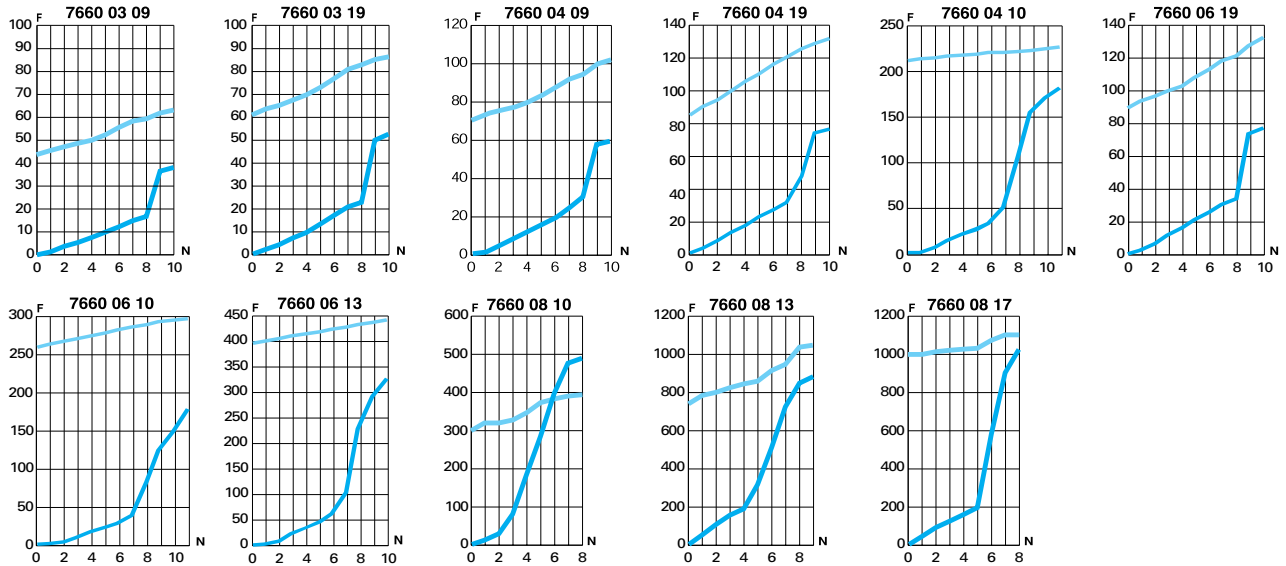 F 7660 03 09
100
90
80
70
60
50
40
30
20
10
0
N
0 2 4 6 8 10
F 7660 03 19
100
90
80
70
60
50
40
30
20
10
0
N
0 2 4 6 8 10
F 7660 04 09
120
100
80
60
40
20
0
N
0 2 4 6 8 10
F 7660 04 19
140
120
100
80
60
40
20
0
N
0 2 4 6 8 10
F 7660 04 10
250
200
150
100
50
0
N
0 2 4 6 8 10
F 7660 06 19
140
120
100
80
60
40
20
0
N
0 2 4 6 8 10
F 7660 06 10
300
250
200
150
100
50
0
N
0 2 4 6 8 10
F 7660 06 13
450
400
350
300
250
200
150
100
50
0
N
0 2 4 6 8 10
F 7660 08 10
600
500
400
300
200
100
0
N
0 2 4 6 8
F 7660 08 13
1200
1000
800
600
400
200
0
N
0 2 4 6 8
F 7660 08 17
1200
1000
800
600
400
200
0
N
0 2 4 6 8